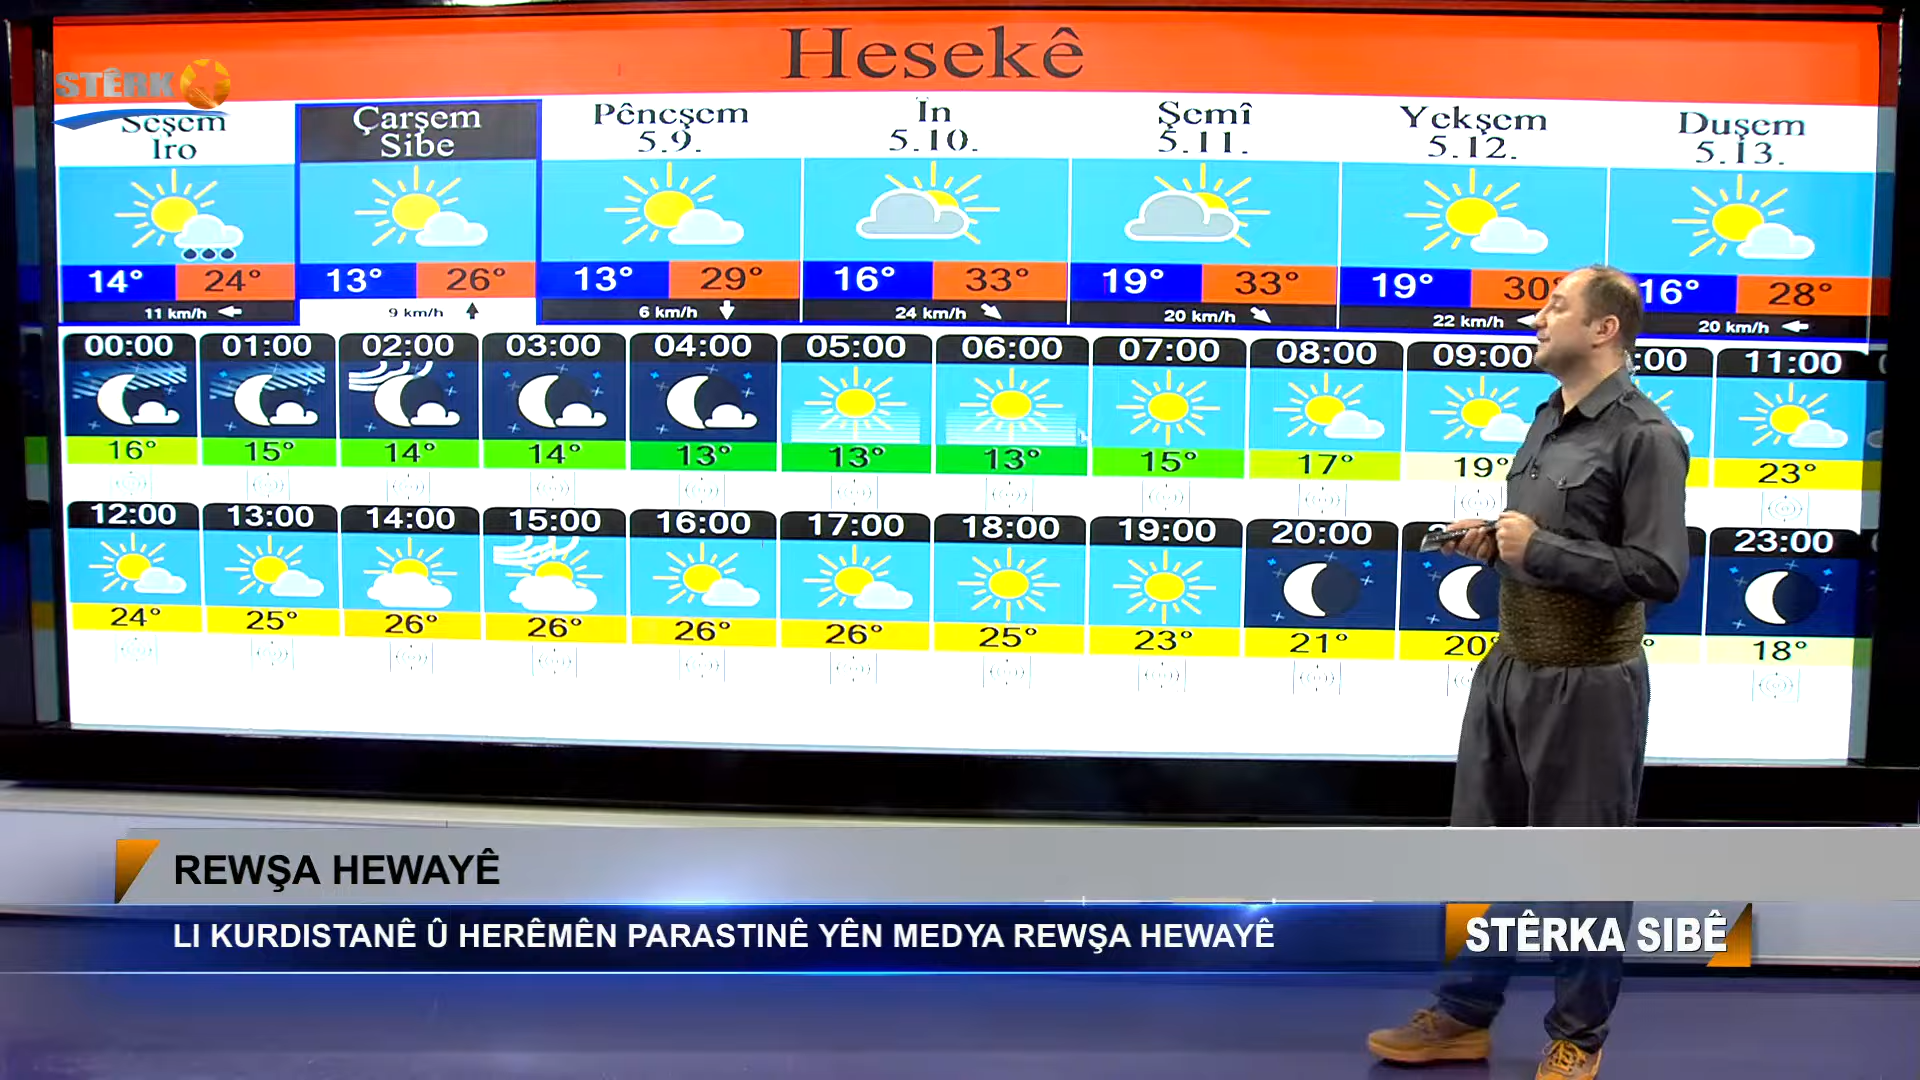 Hesekê
STÊRK
Sêşem Çarşem Pêncşem În Şemî Yekşem Duşem
Îro Sibe 5.9. 5.10. 5.11. 5.12. 5.13.
14° 24° 13° 26° 13° 29° 16° 33° 19° 33° 19° 30° 16° 28°
11 km/h 9 km/h 6 km/h 24 km/h 20 km/h 22 km/h 20 km/h
00:00 01:00 02:00 03:00 04:00 05:00 06:00 07:00 08:00 09:00 :00 11:00
16° 15° 14° 14° 13° 13° 13° 15° 17° 19° 23°
12:00 13:00 14:00 15:00 16:00 17:00 18:00 19:00 20:00 23:00
24° 25° 26° 26° 26° 26° 25° 23° 21° 20° 18°
REWŞA HEWAYÊ
LI KURDISTANÊ Û HERÊMÊN PARASTINÊ YÊN MEDYA REWŞA HEWAYÊ
STÊRKA SIBÊ